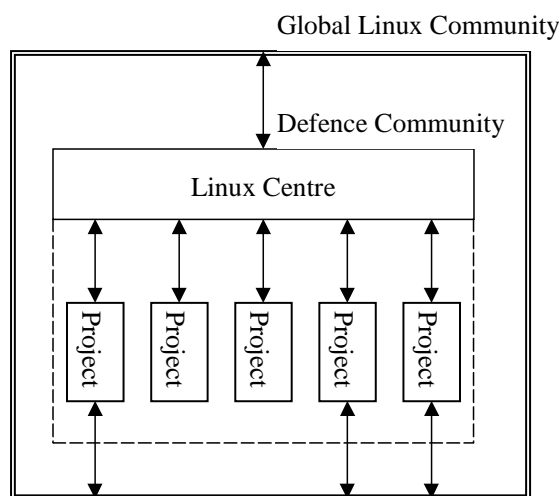 Global Linux Community
Defence Community
Linux Centre
Project
Project
Project
Project
Project